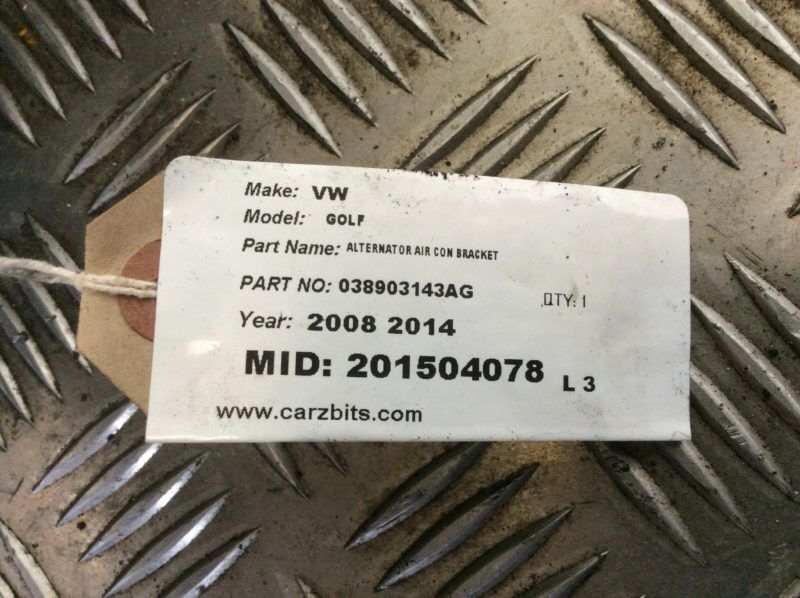 Make: VW
Model: GOLF
Part Name: ALTERNATOR AIR CON BRACKET
PART NO: 038903143AG QTY: 1
Year: 2008 2014
MID: 201504078 L 3
www.carzbits.com